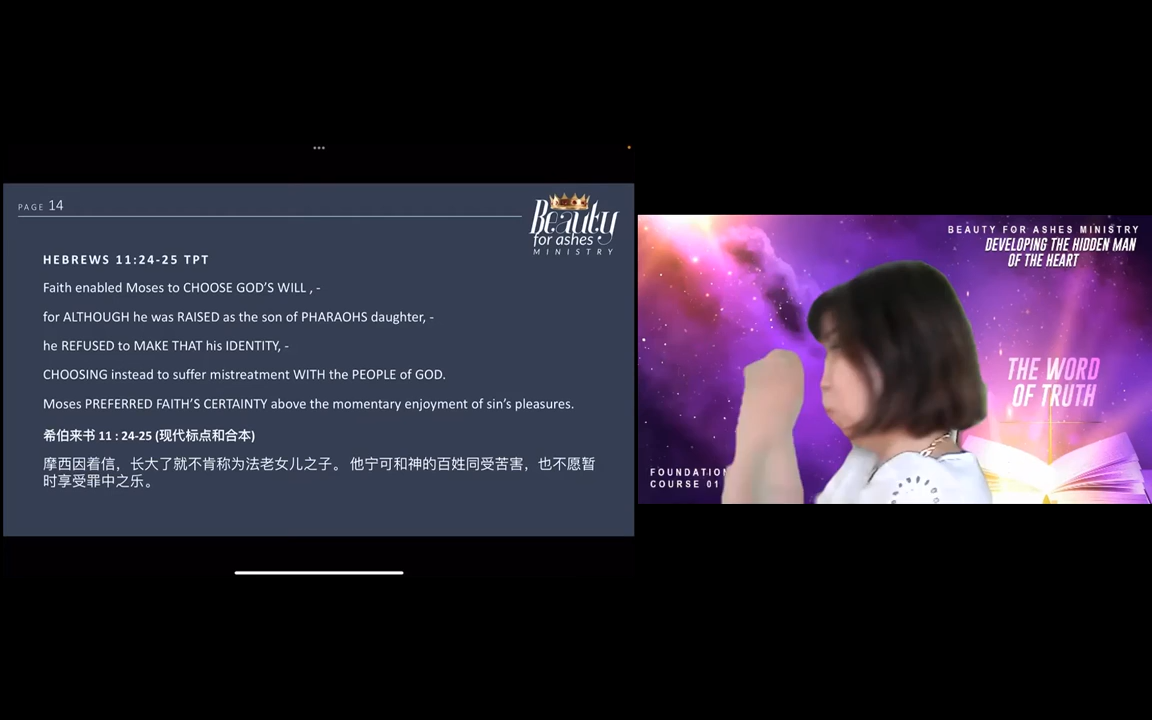 PAGE 14
Beauty
for ashes
MINISTRY
HEBREWS 11:24-25 TPT
Faith enabled Moses to CHOOSE GOD'S WILL , -
for ALTHOUGH he was RAISED as the son of PHARAOHS daughter, -
he REFUSED to MAKE THAT his IDENTITY, -
CHOOSING instead to suffer mistreatment WITH the PEOPLE of GOD.
Moses PREFERRED FAITH'S CERTAINTY above the momentary enjoyment of sin's pleasures.
希伯来书 11 : 24-25 (现代标点和合本)
摩西因着信，长大了就不肯称为法老女儿之子。 他宁可和神的百姓同受苦害，也不愿暂
时享受罪中之乐。
BEAUTY FOR ASHES MINISTRY
DEVELOPING THE HIDDEN MAN
OF THE HEART
THE WORD
OF TRUTH
FOUNDATION
COURSE 01